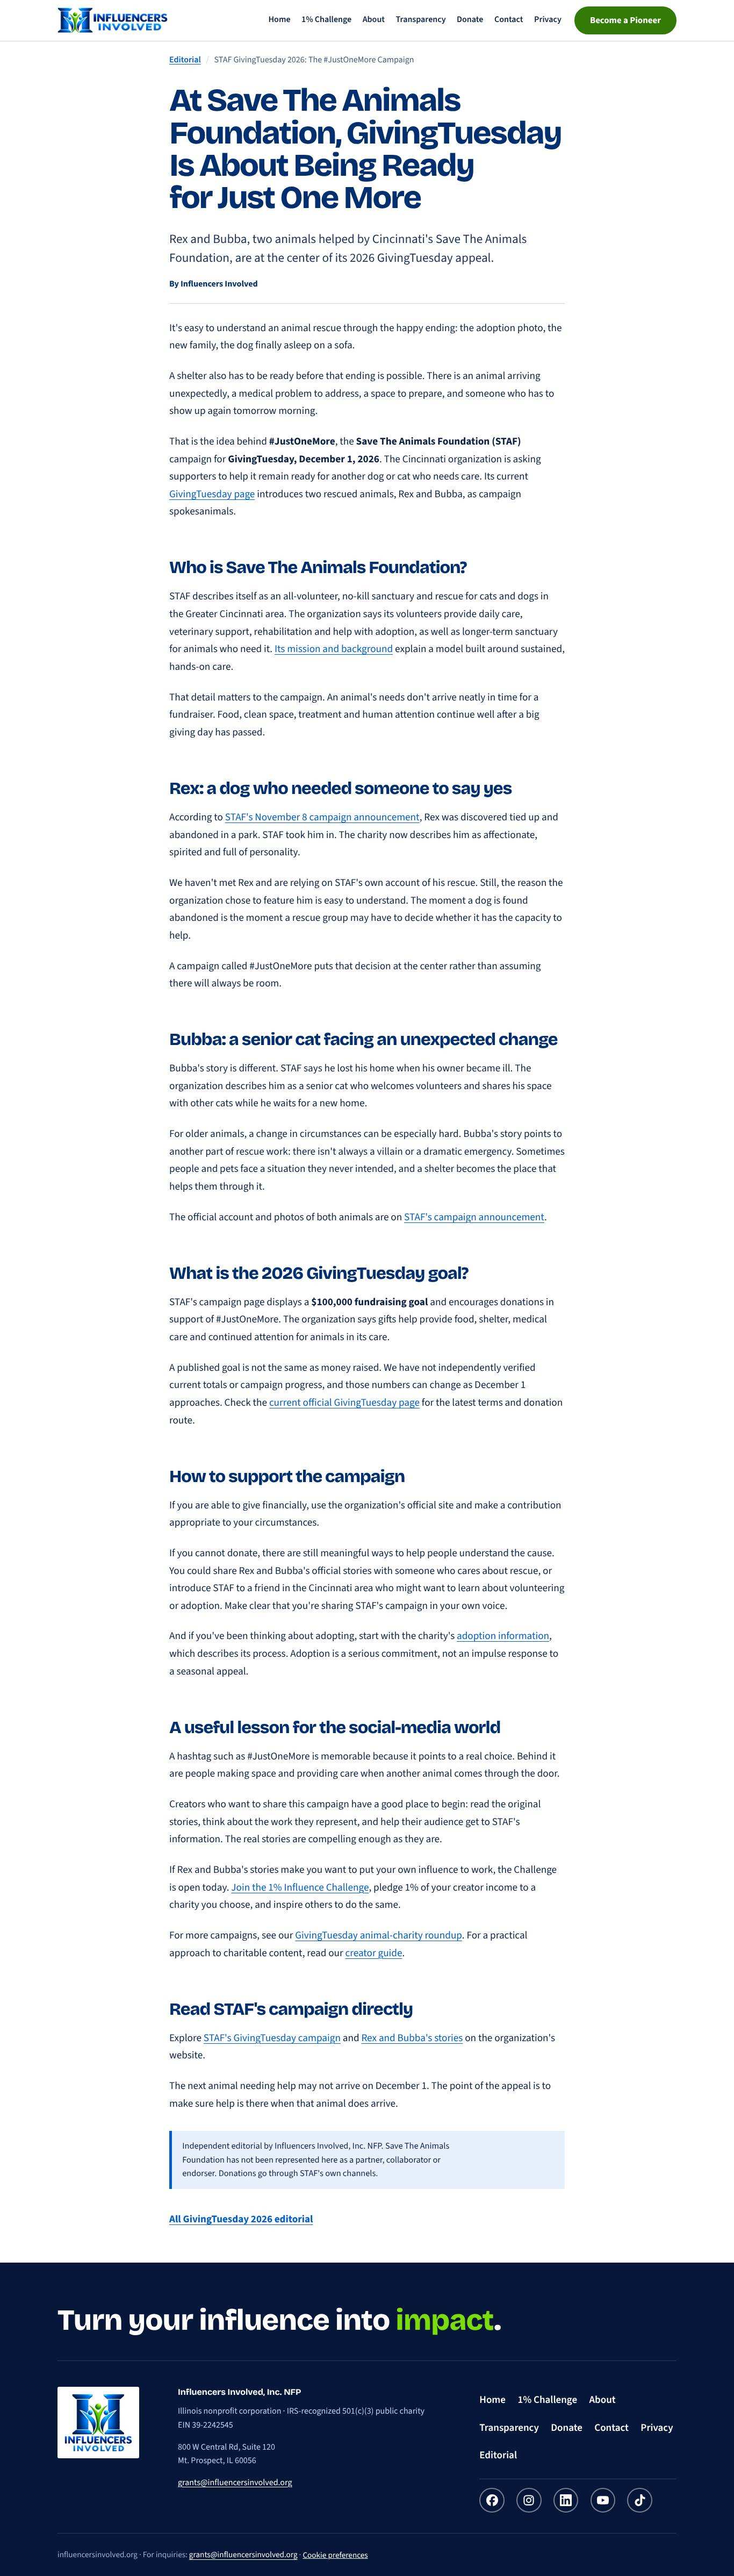 INFLUENCERS
INVOLVED
Home 1% Challenge About Transparency Donate Contact Privacy Become a Pioneer
Editorial / STAF GivingTuesday 2026: The #JustOneMore Campaign
At Save The Animals
Foundation, GivingTuesday
Is About Being Ready
for Just One More
Rex and Bubba, two animals helped by Cincinnati's Save The Animals
Foundation, are at the center of its 2026 GivingTuesday appeal.
By Influencers Involved
It's easy to understand an animal rescue through the happy ending: the adoption photo, the
new family, the dog finally asleep on a sofa.
A shelter also has to be ready before that ending is possible. There is an animal arriving
unexpectedly, a medical problem to address, a space to prepare, and someone who has to
show up again tomorrow morning.
That is the idea behind #JustOneMore, the Save The Animals Foundation (STAF)
campaign for GivingTuesday, December 1, 2026. The Cincinnati organization is asking
supporters to help it remain ready for another dog or cat who needs care. Its current
GivingTuesday page introduces two rescued animals, Rex and Bubba, as campaign
spokesanimals.
Who is Save The Animals Foundation?
STAF describes itself as an all-volunteer, no-kill sanctuary and rescue for cats and dogs in
the Greater Cincinnati area. The organization says its volunteers provide daily care,
veterinary support, rehabilitation and help with adoption, as well as longer-term sanctuary
for animals who need it. Its mission and background explain a model built around sustained,
hands-on care.
That detail matters to the campaign. An animal's needs don't arrive neatly in time for a
fundraiser. Food, clean space, treatment and human attention continue well after a big
giving day has passed.
Rex: a dog who needed someone to say yes
According to STAF's November 8 campaign announcement, Rex was discovered tied up and
abandoned in a park. STAF took him in. The charity now describes him as affectionate,
spirited and full of personality.
We haven't met Rex and are relying on STAF's own account of his rescue. Still, the reason the
organization chose to feature him is easy to understand. The moment a dog is found
abandoned is the moment a rescue group may have to decide whether it has the capacity to
help.
A campaign called #JustOneMore puts that decision at the center rather than assuming
there will always be room.
Bubba: a senior cat facing an unexpected change
Bubba's story is different. STAF says he lost his home when his owner became ill. The
organization describes him as a senior cat who welcomes volunteers and shares his space
with other cats while he waits for a new home.
For older animals, a change in circumstances can be especially hard. Bubba's story points to
another part of rescue work: there isn't always a villain or a dramatic emergency. Sometimes
people and pets face a situation they never intended, and a shelter becomes the place that
helps them through it.
The official account and photos of both animals are on STAF's campaign announcement.
What is the 2026 GivingTuesday goal?
STAF's campaign page displays a $100,000 fundraising goal and encourages donations in
support of #JustOneMore. The organization says gifts help provide food, shelter, medical
care and continued attention for animals in its care.
A published goal is not the same as money raised. We have not independently verified
current totals or campaign progress, and those numbers can change as December 1
approaches. Check the current official GivingTuesday page for the latest terms and donation
route.
How to support the campaign
If you are able to give financially, use the organization's official site and make a contribution
appropriate to your circumstances.
If you cannot donate, there are still meaningful ways to help people understand the cause.
You could share Rex and Bubba's official stories with someone who cares about rescue, or
introduce STAF to a friend in the Cincinnati area who might want to learn about volunteering
or adoption. Make clear that you're sharing STAF's campaign in your own voice.
And if you've been thinking about adopting, start with the charity's adoption information,
which describes its process. Adoption is a serious commitment, not an impulse response to
a seasonal appeal.
A useful lesson for the social-media world
A hashtag such as #JustOneMore is memorable because it points to a real choice. Behind it
are people making space and providing care when another animal comes through the door.
Creators who want to share this campaign have a good place to begin: read the original
stories, think about the work they represent, and help their audience get to STAF's
information. The real stories are compelling enough as they are.
If Rex and Bubba's stories make you want to put your own influence to work, the Challenge
is open today. Join the 1% Influence Challenge, pledge 1% of your creator income to a
charity you choose, and inspire others to do the same.
For more campaigns, see our GivingTuesday animal-charity roundup. For a practical
approach to charitable content, read our creator guide.
Read STAF's campaign directly
Explore STAF's GivingTuesday campaign and Rex and Bubba's stories on the organization's
website.
The next animal needing help may not arrive on December 1. The point of the appeal is to
make sure help is there when that animal does arrive.
Independent editorial by Influencers Involved, Inc. NFP. Save The Animals
Foundation has not been represented here as a partner, collaborator or
endorser. Donations go through STAF's own channels.
All GivingTuesday 2026 editorial
Turn your influence into impact.
INFLUENCERS
INVOLVED
Influencers Involved, Inc. NFP
Illinois nonprofit corporation · IRS-recognized 501(c)(3) public charity
EIN 39-2242545
800 W Central Rd, Suite 120
Mt. Prospect, IL 60056
grants@influencersinvolved.org
Home 1% Challenge About
Transparency Donate Contact Privacy
Editorial
influencersinvolved.org · For inquiries: grants@influencersinvolved.org · Cookie preferences